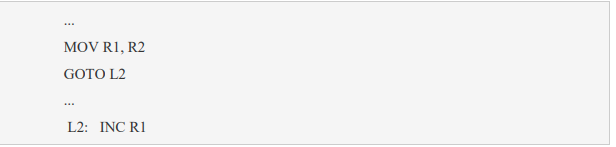 ...
MOV R1, R2
GOTO L2
...
L2: INC R1